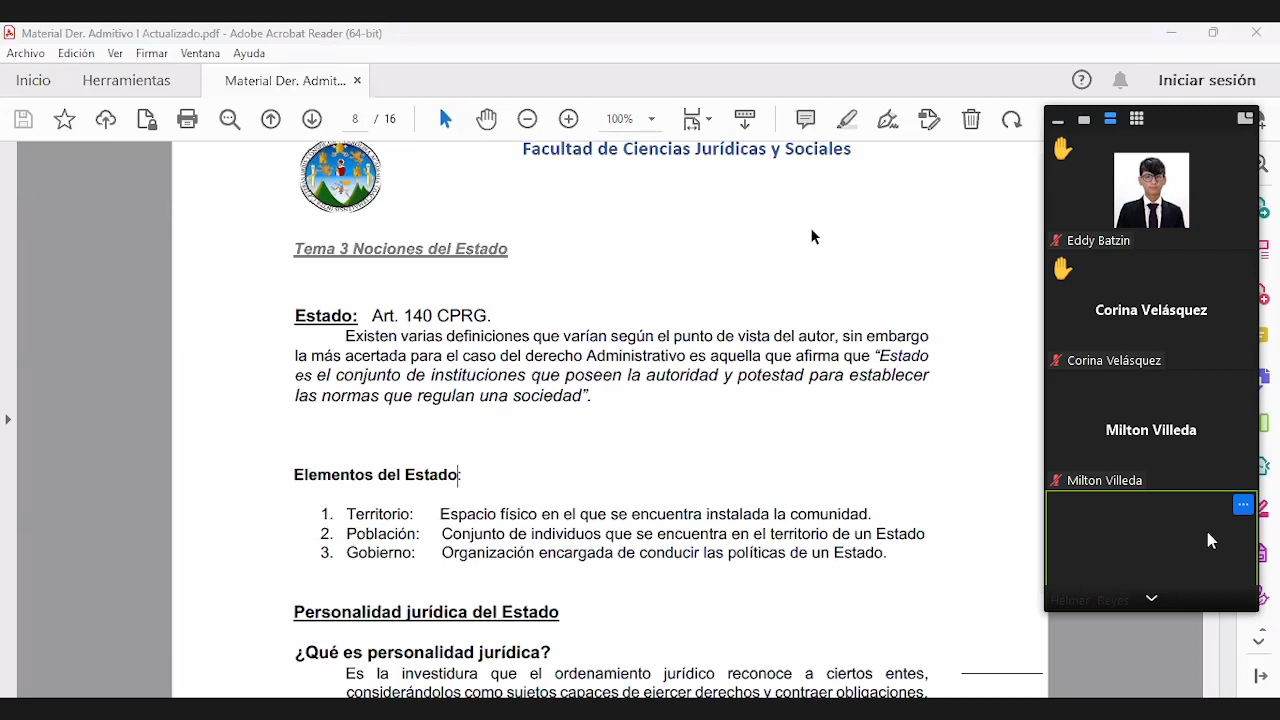 Material Der. Admitivo I Actualizado.pdf - Adobe Acrobat Reader (64-bit)
Archivo Edición Ver Firmar Ventana Ayuda
Inicio Herramientas Material Der. Admit... × Iniciar sesión
8 / 16 100%
Facultad de Ciencias Jurídicas y Sociales
Tema 3 Nociones del Estado
Estado: Art. 140 CPRG.
Existen varias definiciones que varían según el punto de vista del autor, sin embargo
la más acertada para el caso del derecho Administrativo es aquella que afirma que “Estado
es el conjunto de instituciones que poseen la autoridad y potestad para establecer
las normas que regulan una sociedad”.
Elementos del Estado:
1. Territorio: Espacio físico en el que se encuentra instalada la comunidad.
2. Población: Conjunto de individuos que se encuentra en el territorio de un Estado
3. Gobierno: Organización encargada de conducir las políticas de un Estado.
Personalidad jurídica del Estado
¿Qué es personalidad jurídica?
Es la investidura que el ordenamiento jurídico reconoce a ciertos entes,
considerándolos como sujetos capaces de ejercer derechos y contraer obligaciones.
Eddy Batzin
Corina Velásquez
Corina Velásquez
Milton Villeda
Milton Villeda
Helmer Reyes